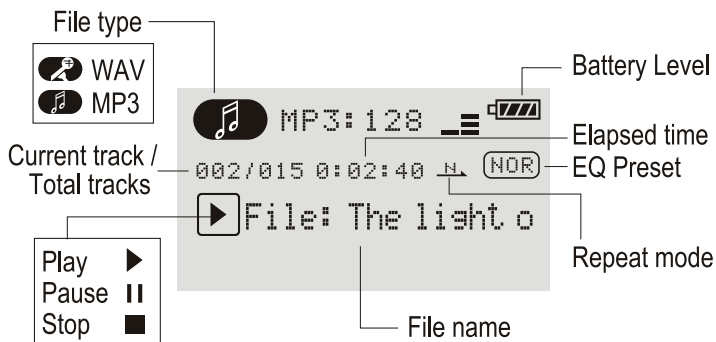 File type
WAV
MP3
Battery Level
MP3:128
Elapsed time
Current track /
Total tracks
002/015 0:02:40 N NOR
EQ Preset
File: The light o
Repeat mode
Play
Pause
Stop
File name